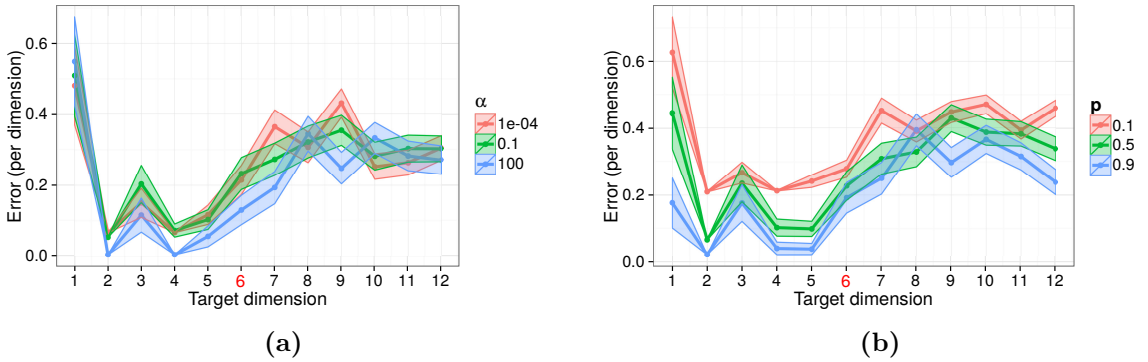 Error (per dimension)
0.6
0.4
0.2
0.0
1 2 3 4 5 6 7 8 9 10 11 12
Target dimension
α
1e-04
0.1
100
(a)
Error (per dimension)
0.6
0.4
0.2
0.0
1 2 3 4 5 6 7 8 9 10 11 12
Target dimension
p
0.1
0.5
0.9
(b)